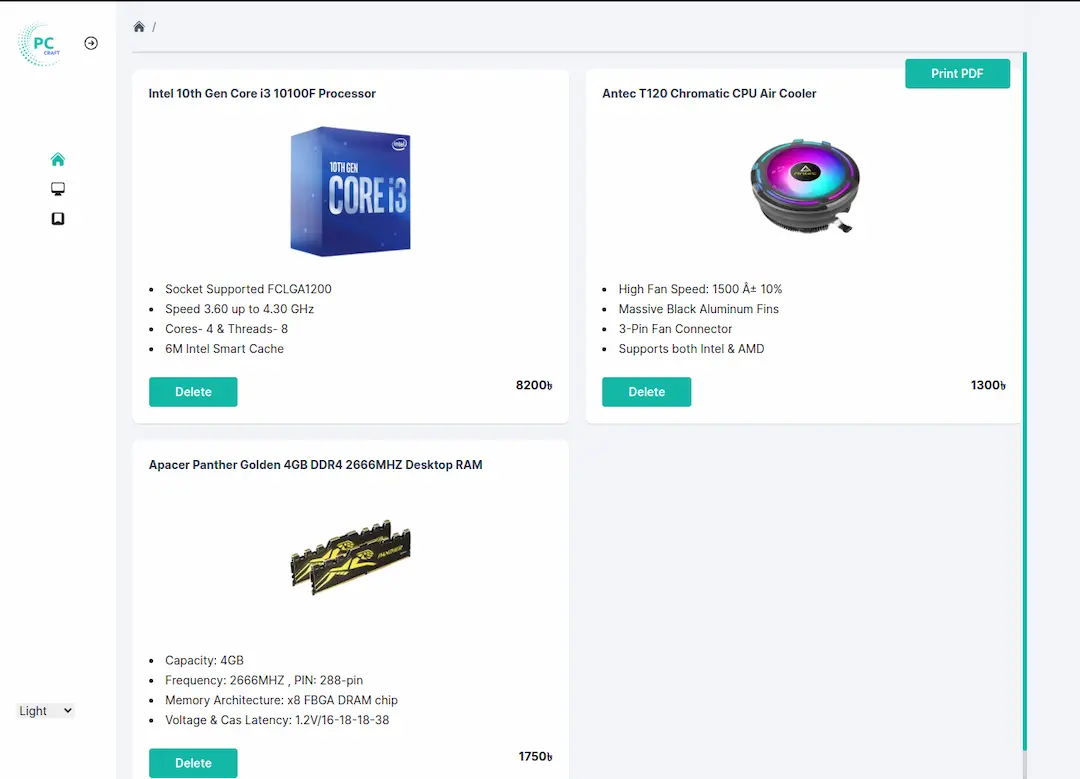 PC
CRAFT
/
Print PDF
Intel 10th Gen Core i3 10100F Processor
intel
10TH GEN
CORE i3
Socket Supported FCLGA1200
Speed 3.60 up to 4.30 GHz
Cores- 4 & Threads- 8
6M Intel Smart Cache
Delete
8200৳
Antec T120 Chromatic CPU Air Cooler
High Fan Speed: 1500 Â± 10%
Massive Black Aluminum Fins
3-Pin Fan Connector
Supports both Intel & AMD
Delete
1300৳
Apacer Panther Golden 4GB DDR4 2666MHZ Desktop RAM
PANTHER
Capacity: 4GB
Frequency: 2666MHZ , PIN: 288-pin
Memory Architecture: x8 FBGA DRAM chip
Voltage & Cas Latency: 1.2V/16-18-18-38
Delete
1750৳
Light